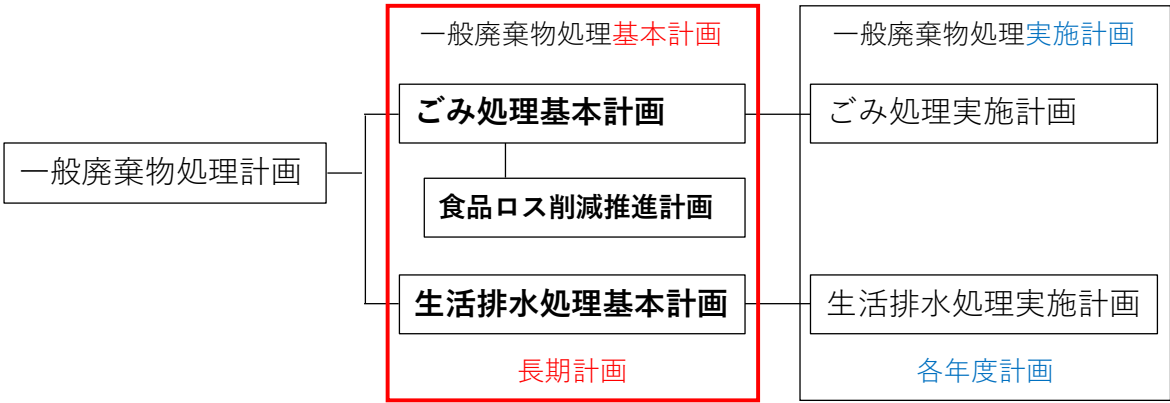 一般廃棄物処理基本計画
一般廃棄物処理実施計画
ごみ処理基本計画
ごみ処理実施計画
一般廃棄物処理計画
食品ロス削減推進計画
生活排水処理基本計画
生活排水処理実施計画
長期計画
各年度計画